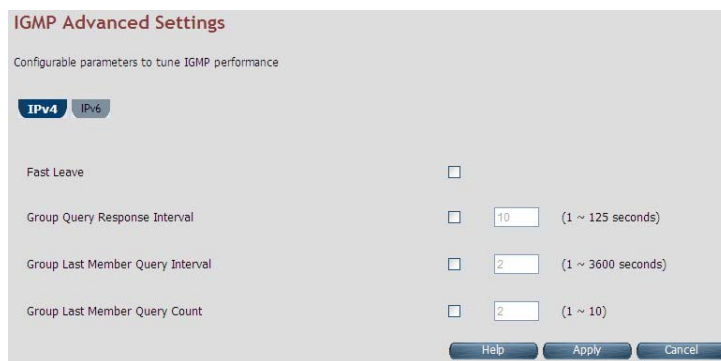 IGMP Advanced Settings
Configurable parameters to tune IGMP performance
IPv4 IPv6
Fast Leave
Group Query Response Interval 10 (1 ~ 125 seconds)
Group Last Member Query Interval 2 (1 ~ 3600 seconds)
Group Last Member Query Count 2 (1 ~ 10)
Help Apply Cancel